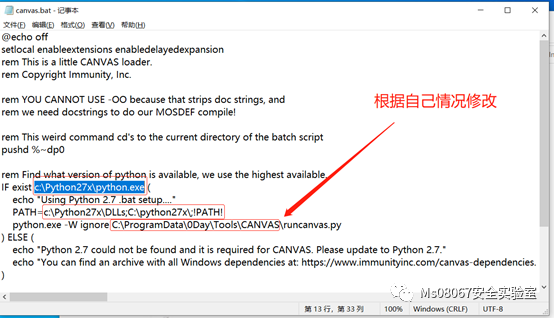 canvas.bat - 记事本
文件(F) 编辑(E) 格式(O) 查看(V) 帮助(H)
@echo off
setlocal enableextensions enabledelayedexpansion
rem This is a little CANVAS loader.
rem Copyright Immunity, Inc.
rem YOU CANNOT USE -OO because that strips doc strings, and
rem we need docstrings to do our MOSDEF compile!
根据自己情况修改
rem This weird command cd's to the current directory of the batch script
pushd %~dp0
rem Find what version of python is available, we use the highest available.
IF exist c:\Python27x\python.exe (
echo "Using Python 2.7 .bat setup...."
PATH=c:\Python27x\DLLs;C:\python27x\;!PATH!
python.exe -W ignore C:\ProgramData\0Day\Tools\CANVAS\runcanvas.py
) ELSE (
echo "Python 2.7 could not be found and it is required for CANVAS. Please update to Python 2.7."
echo "You can find an archive with all Windows dependencies at: https://www.immunityinc.com/canvas-dependencies.
)
Ms08067安全实验室
第 13 行，第 33 列 100% Windows (CRLF) UTF-8